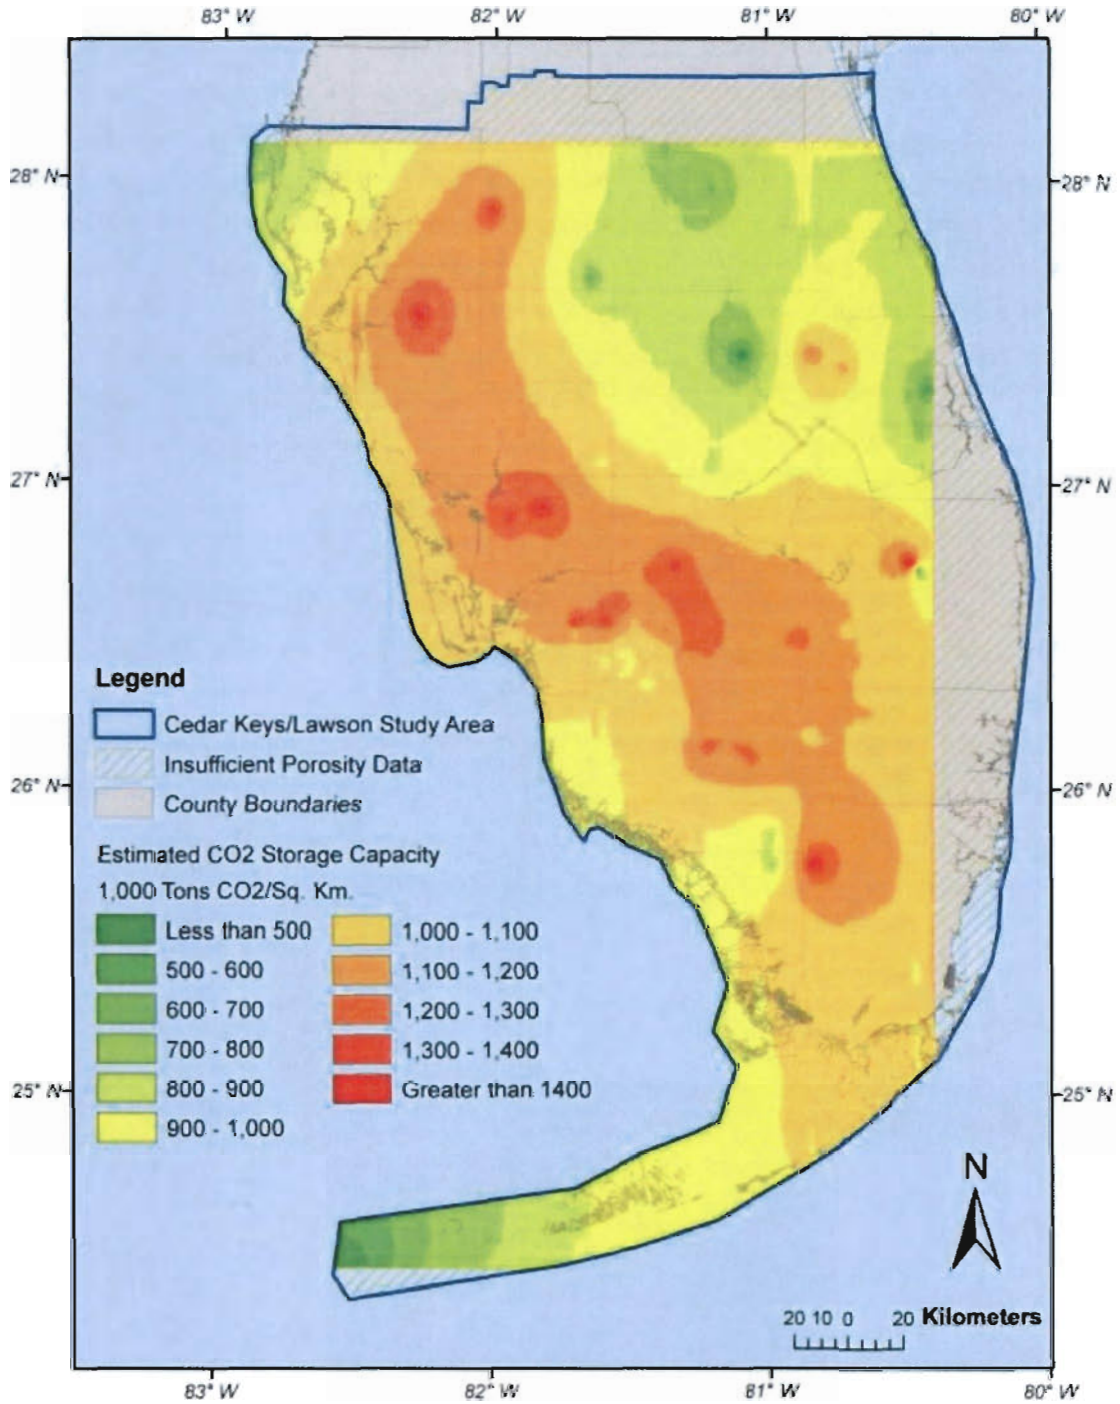 83° W 82° W 81° W 80° W
28° N 28° N
27° N 27° N
26° N 26° N
25° N 25° N
Legend
Cedar Keys/Lawson Study Area
Insufficient Porosity Data
County Boundaries
Estimated CO2 Storage Capacity
1,000 Tons CO2/Sq. Km.
Less than 500
500 - 600
600 - 700
700 - 800
800 - 900
900 - 1,000
1,000 - 1,100
1,100 - 1,200
1,200 - 1,300
1,300 - 1,400
Greater than 1400
N
20 10 0 20 Kilometers
83° W 82° W 81° W 80° W